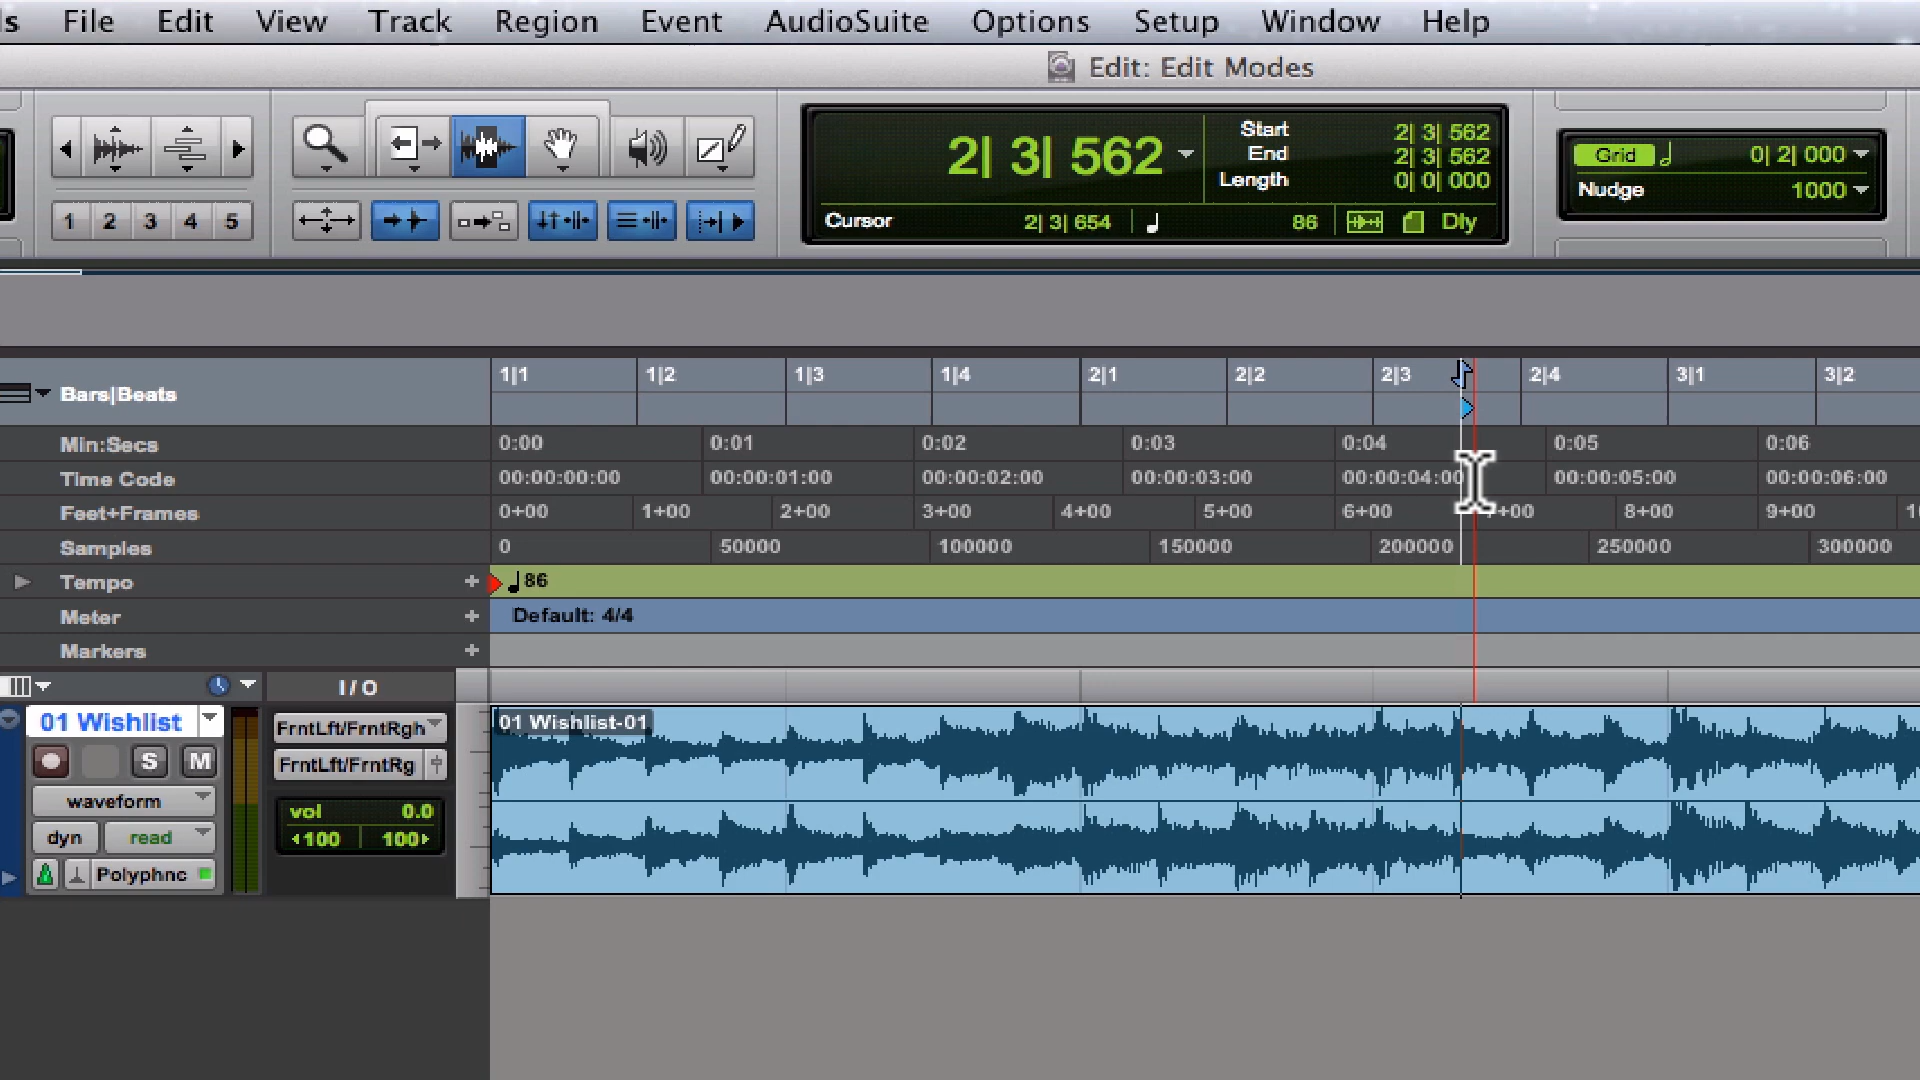 ls File Edit View Track Region Event AudioSuite Options Setup Window Help
Edit: Edit Modes
2| 3| 562
Start 2| 3| 562
End 2| 3| 562
Length 0| 0| 000
Cursor 2| 3| 654 86 Dly
Grid 0| 2| 000
Nudge 1000
1 2 3 4 5
Bars|Beats 1|1 1|2 1|3 1|4 2|1 2|2 2|3 2|4 3|1 3|2
Min:Secs 0:00 0:01 0:02 0:03 0:04 0:05 0:06
Time Code 00:00:00:00 00:00:01:00 00:00:02:00 00:00:03:00 00:00:04:00 00:00:05:00 00:00:06:00
Feet+Frames 0+00 1+00 2+00 3+00 4+00 5+00 6+00 +00 8+00 9+00
Samples 0 50000 100000 150000 200000 250000 300000
Tempo + 86
Meter + Default: 4/4
Markers +
I/O
01 Wishlist
FrntLft/FrntRgh
01 Wishlist-01
S M
FrntLft/FrntRg
waveform
vol 0.0
dyn read
100 100
Polyphnc